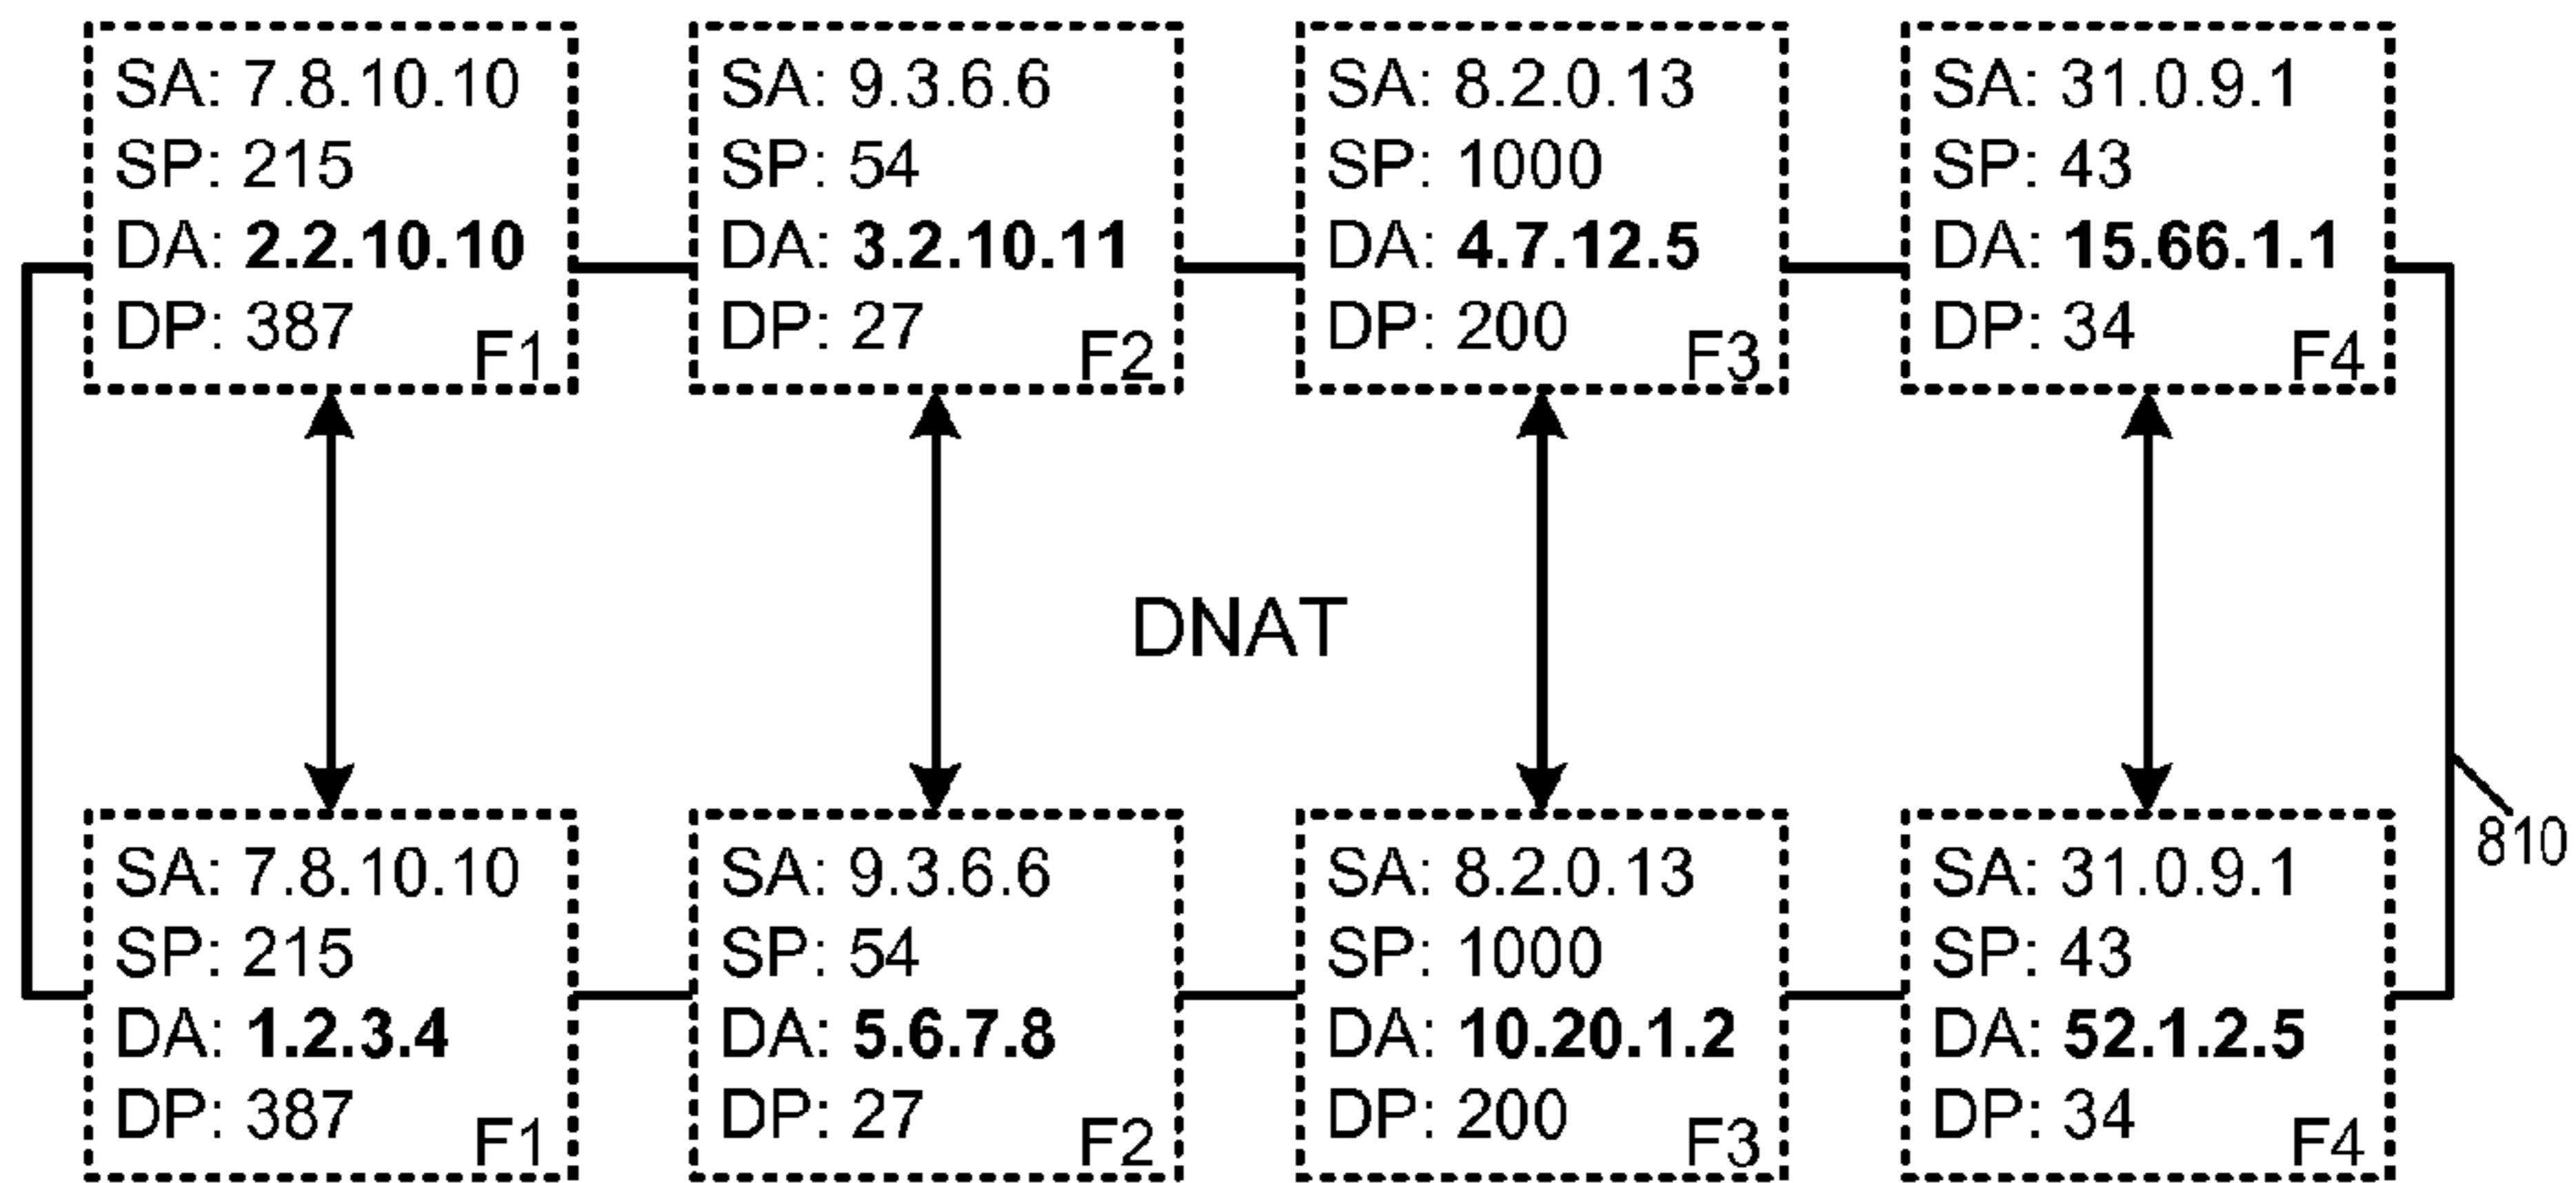 SA: 7.8.10.10
SP: 215
DA: 2.2.10.10
DP: 387
F1
SA: 9.3.6.6
SP: 54
DA: 3.2.10.11
DP: 27
F2
SA: 8.2.0.13
SP: 1000
DA: 4.7.12.5
DP: 200
F3
SA: 31.0.9.1
SP: 43
DA: 15.66.1.1
DP: 34
F4
DNAT
810
SA: 7.8.10.10
SP: 215
DA: 1.2.3.4
DP: 387
F1
SA: 9.3.6.6
SP: 54
DA: 5.6.7.8
DP: 27
F2
SA: 8.2.0.13
SP: 1000
DA: 10.20.1.2
DP: 200
F3
SA: 31.0.9.1
SP: 43
DA: 52.1.2.5
DP: 34
F4